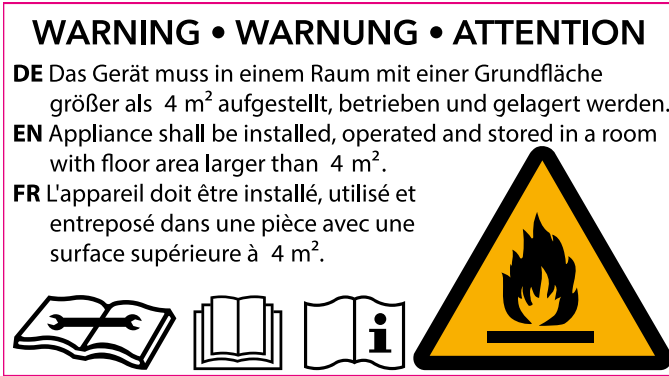 WARNING • WARNUNG • ATTENTION
DE Das Gerät muss in einem Raum mit einer Grundfläche
größer als 4 m² aufgestellt, betrieben und gelagert werden.
EN Appliance shall be installed, operated and stored in a room
with floor area larger than 4 m².
FR L'appareil doit être installé, utilisé et
entreposé dans une pièce avec une
surface supérieure à 4 m².
i